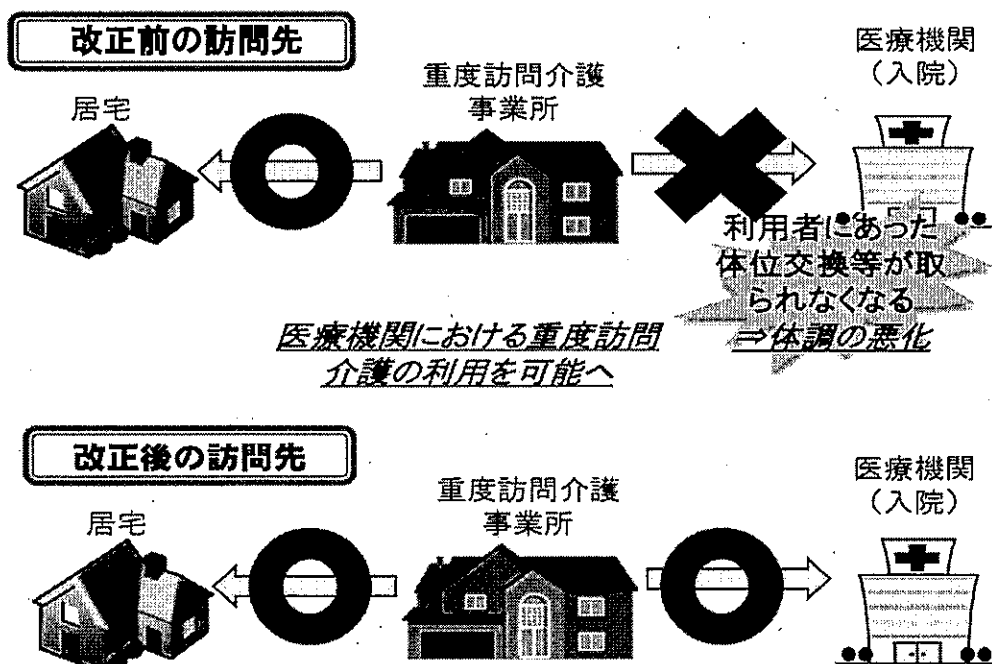 改正前の訪問先
居宅
重度訪問介護
事業所
医療機関
（入院）
利用者にあった
体位交換等が取
られなくなる
⇒体調の悪化
医療機関における重度訪問
介護の利用を可能へ
改正後の訪問先
居宅
重度訪問介護
事業所
医療機関
（入院）